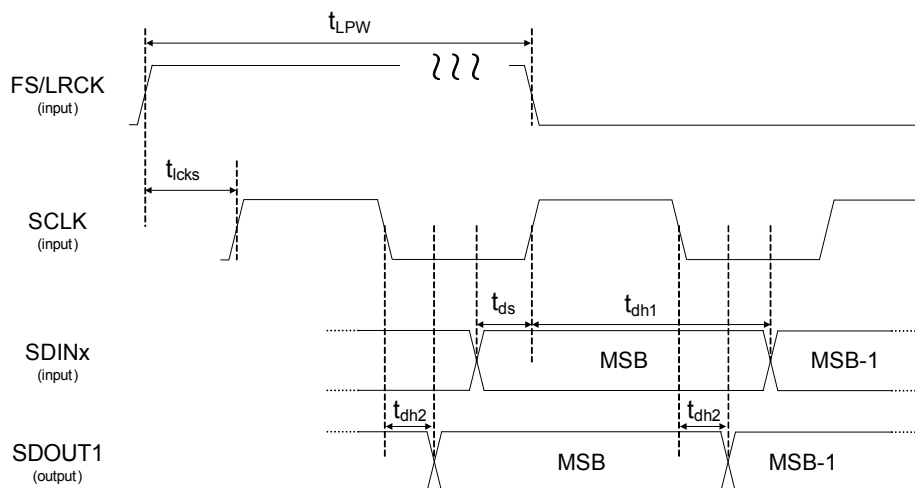 tLPW
FS/LRCK
(input)
tlcks
SCLK
(input)
tds
tdh1
SDINx
(input)
MSB
MSB-1
tdh2
tdh2
SDOUT1
(output)
MSB
MSB-1